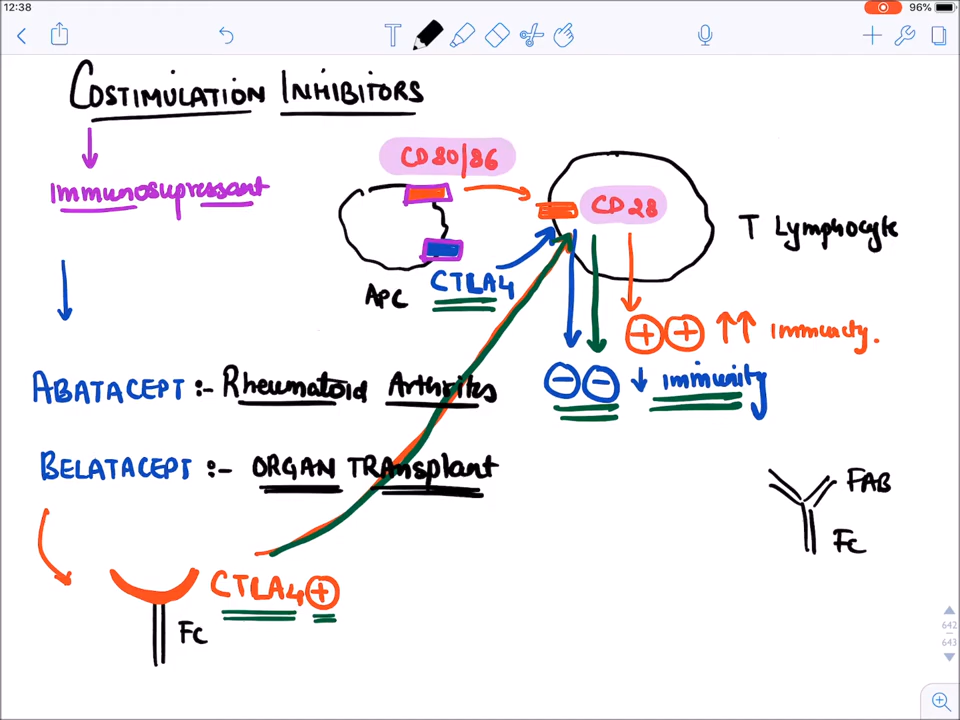 12:38
96%
T
COSTIMULATION INHIBITORS
Immunosupressant
CD80/86
CD28
T Lymphocyte
CTLA4
APC
+ + ↑↑ Immunity.
− − ↓ immunity
ABATACEPT :- Rheumatoid Arthritis
BELATACEPT :- ORGAN TRansplant
FAB
Fc
CTLA4 +
Fc
642
643